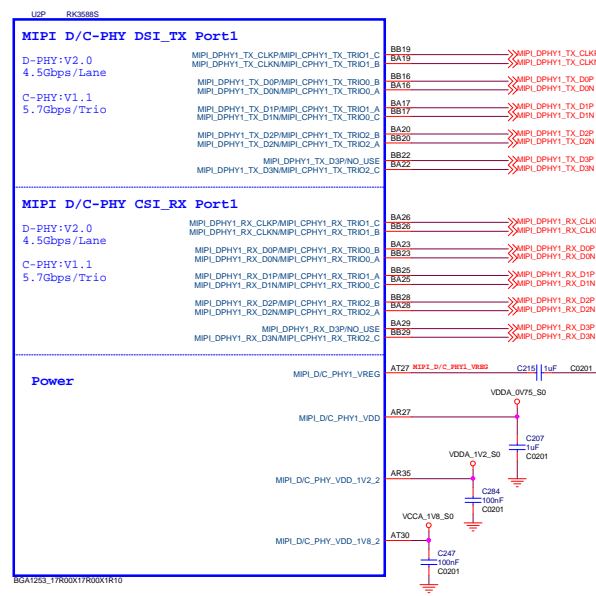 U2P RK3588S
MIPI D/C-PHY DSI_TX Port1
D-PHY:V2.0
4.5Gbps/Lane
C-PHY:V1.1
5.7Gbps/Trio
MIPI_DPHY1_TX_CLKP/MIPI_CPHY1_TX_TRIO1_C BB19 MIPI_DPHY1_TX_CLKP
MIPI_DPHY1_TX_CLKN/MIPI_CPHY1_TX_TRIO1_B BA19 MIPI_DPHY1_TX_CLKN
MIPI_DPHY1_TX_D0P/MIPI_CPHY1_TX_TRIO0_B BB16 MIPI_DPHY1_TX_D0P
MIPI_DPHY1_TX_D0N/MIPI_CPHY1_TX_TRIO0_A BA16 MIPI_DPHY1_TX_D0N
MIPI_DPHY1_TX_D1P/MIPI_CPHY1_TX_TRIO1_A BA17 MIPI_DPHY1_TX_D1P
MIPI_DPHY1_TX_D1N/MIPI_CPHY1_TX_TRIO0_C BB17 MIPI_DPHY1_TX_D1N
MIPI_DPHY1_TX_D2P/MIPI_CPHY1_TX_TRIO2_B BA20 MIPI_DPHY1_TX_D2P
MIPI_DPHY1_TX_D2N/MIPI_CPHY1_TX_TRIO2_A BB20 MIPI_DPHY1_TX_D2N
MIPI_DPHY1_TX_D3P/NO_USE BB22 MIPI_DPHY1_TX_D3P
MIPI_DPHY1_TX_D3N/MIPI_CPHY1_TX_TRIO2_C BA22 MIPI_DPHY1_TX_D3N
MIPI D/C-PHY CSI_RX Port1
D-PHY:V2.0
4.5Gbps/Lane
C-PHY:V1.1
5.7Gbps/Trio
MIPI_DPHY1_RX_CLKP/MIPI_CPHY1_RX_TRIO1_C BA26 MIPI_DPHY1_RX_CLK
MIPI_DPHY1_RX_CLKN/MIPI_CPHY1_RX_TRIO1_B BB26 MIPI_DPHY1_RX_CLK
MIPI_DPHY1_RX_D0P/MIPI_CPHY1_RX_TRIO0_B BA23 MIPI_DPHY1_RX_D0P
MIPI_DPHY1_RX_D0N/MIPI_CPHY1_RX_TRIO0_A BB23 MIPI_DPHY1_RX_D0N
MIPI_DPHY1_RX_D1P/MIPI_CPHY1_RX_TRIO1_A BB25 MIPI_DPHY1_RX_D1P
MIPI_DPHY1_RX_D1N/MIPI_CPHY1_RX_TRIO0_C BA25 MIPI_DPHY1_RX_D1N
MIPI_DPHY1_RX_D2P/MIPI_CPHY1_RX_TRIO2_B BB28 MIPI_DPHY1_RX_D2P
MIPI_DPHY1_RX_D2N/MIPI_CPHY1_RX_TRIO2_A BA28 MIPI_DPHY1_RX_D2N
MIPI_DPHY1_RX_D3P/NO_USE BA29 MIPI_DPHY1_RX_D3P
MIPI_DPHY1_RX_D3N/MIPI_CPHY1_RX_TRIO2_C BB29 MIPI_DPHY1_RX_D3N
Power
MIPI_D/C_PHY1_VREG AT27 MIPI_D/C_PHY1_VREG C215 1uF C0201
VDDA_0V75_S0
MIPI_D/C_PHY1_VDD AR27
C207
1uF
C0201
VDDA_1V2_S0
MIPI_D/C_PHY_VDD_1V2_2 AR35
C284
100nF
C0201
VCCA_1V8_S0
MIPI_D/C_PHY_VDD_1V8_2 AT30
C247
100nF
C0201
BGA1253_17R00X17R00X1R10